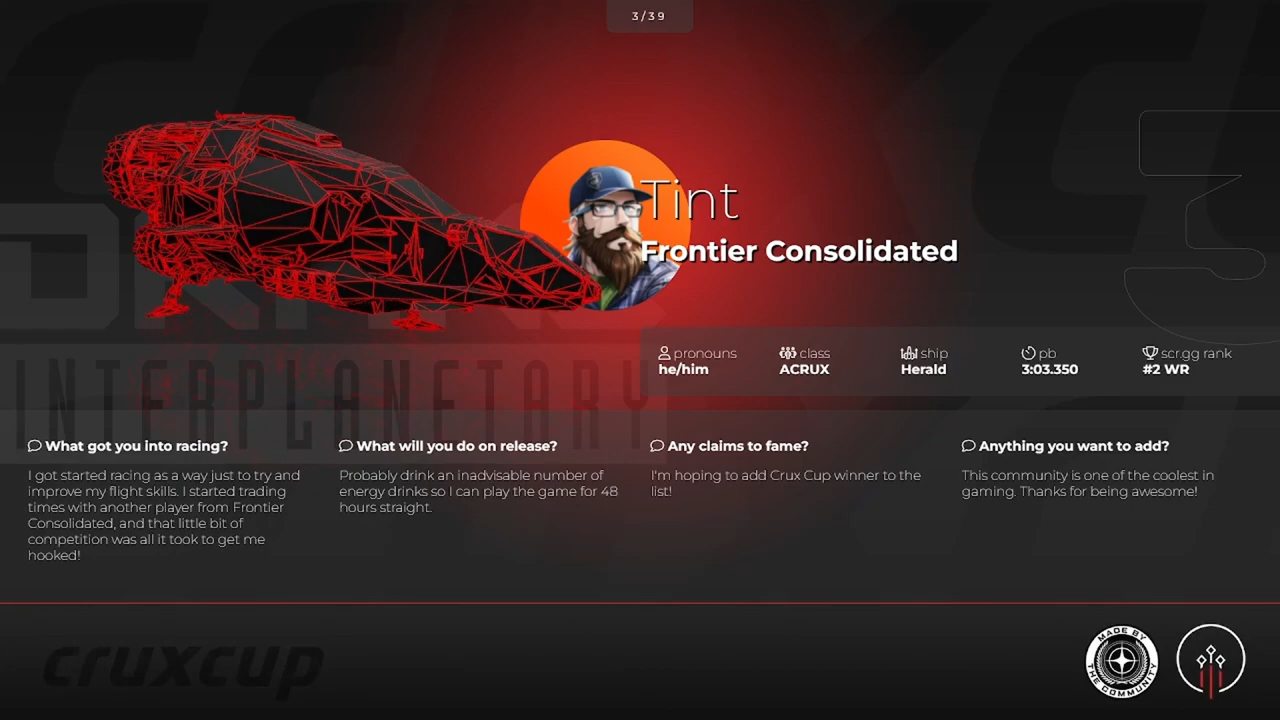 3/39
Tint
Frontier Consolidated
3
DRAKE
INTERPLANETARY
pronouns
he/him
class
ACRUX
ship
Herald
pb
3:03.350
scr.gg rank
#2 WR
What got you into racing?
I got started racing as a way just to try and
improve my flight skills. I started trading
times with another player from Frontier
Consolidated, and that little bit of
competition was all it took to get me
hooked!
What will you do on release?
Probably drink an inadvisable number of
energy drinks so I can play the game for 48
hours straight.
Any claims to fame?
I'm hoping to add Crux Cup winner to the
list!
Anything you want to add?
This community is one of the coolest in
gaming. Thanks for being awesome!
cruxcup
MADE BY
THE COMMUNITY